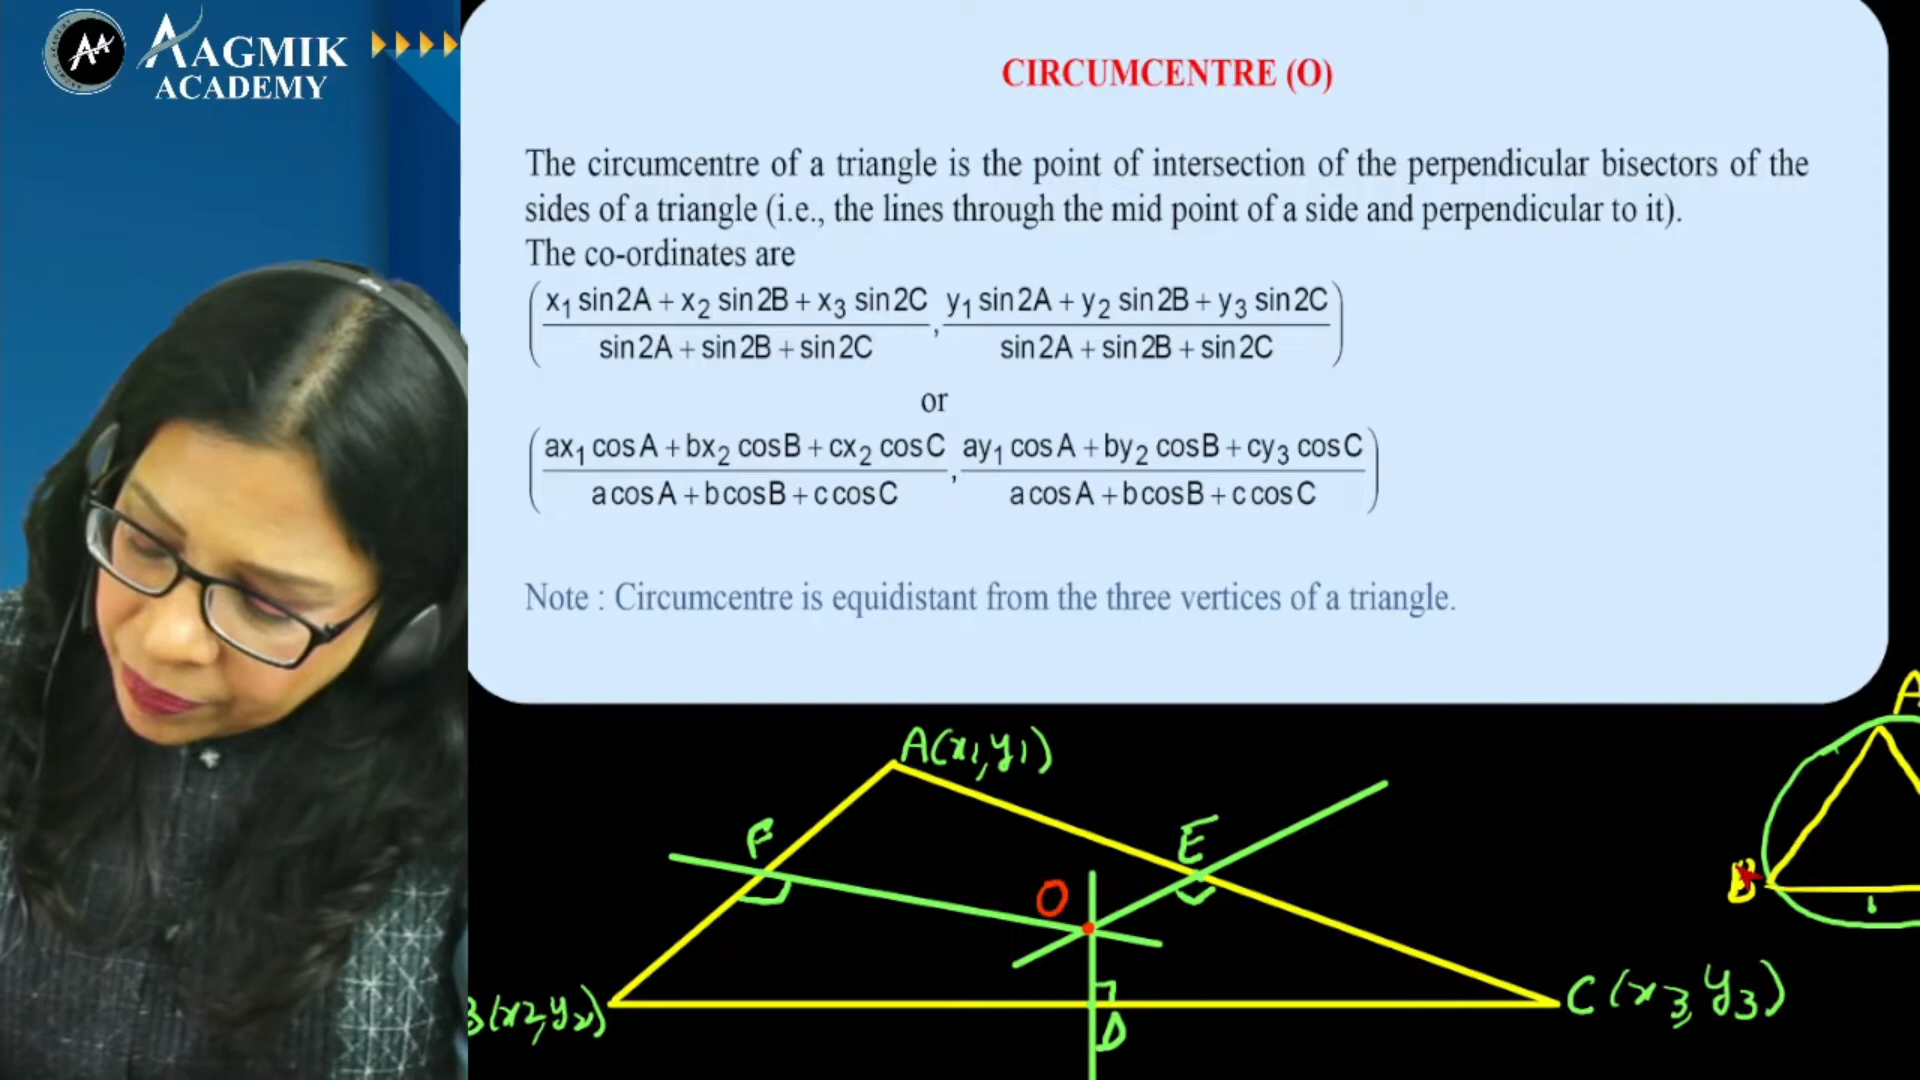 AAGMIK
ACADEMY
CIRCUMCENTRE (O)
The circumcentre of a triangle is the point of intersection of the perpendicular bisectors of the
sides of a triangle (i.e., the lines through the mid point of a side and perpendicular to it).
The co-ordinates are
( x₁ sin2A + x₂ sin2B + x₃ sin2C / sin2A + sin2B + sin2C , y₁ sin2A + y₂ sin2B + y₃ sin2C / sin2A + sin2B + sin2C )
or
( ax₁ cosA + bx₂ cosB + cx₂ cosC / a cosA + b cosB + c cosC , ay₁ cosA + by₂ cosB + cy₃ cosC / a cosA + b cosB + c cosC )
Note : Circumcentre is equidistant from the three vertices of a triangle.
A
A(x₁, y₁)
F
E
O
B
B(x2, y2)
D
C(x3, y3)